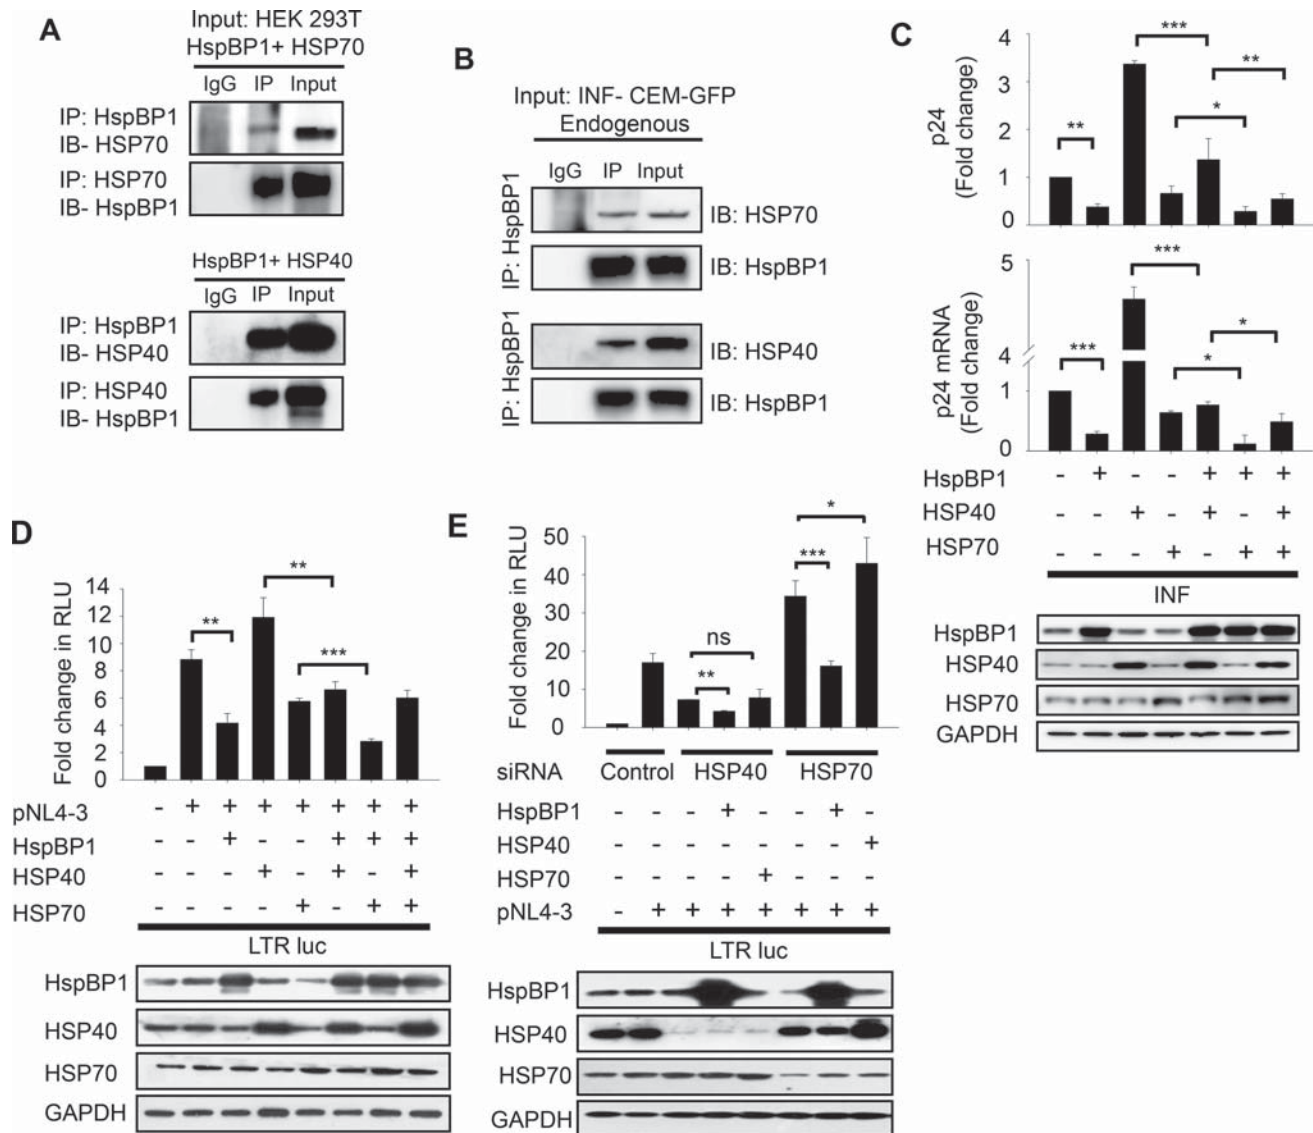 A
Input: HEK 293T
HspBP1+ HSP70
IgG IP Input
IP: HspBP1
IB- HSP70
IP: HSP70
IB- HspBP1
HspBP1+ HSP40
IgG IP Input
IP: HspBP1
IB- HSP40
IP: HSP40
IB- HspBP1
B
Input: INF- CEM-GFP
Endogenous
IgG IP Input
IP: HspBP1
IB: HSP70
IB: HspBP1
IP: HspBP1
IB: HSP40
IB: HspBP1
C
p24
(Fold change)
4
3
2
1
0
** *** * **
p24 mRNA
(Fold change)
5
4
1
0
*** *** * *
HspBP1 - + - - + + +
HSP40 - - + - + - +
HSP70 - - - + - + +
INF
HspBP1
HSP40
HSP70
GAPDH
D
Fold change in RLU
14
12
10
8
6
4
2
0
** ** ***
pNL4-3 - + + + + + + +
HspBP1 - - + - - + + +
HSP40 - - - + - + - +
HSP70 - - - - + - + +
LTR luc
HspBP1
HSP40
HSP70
GAPDH
E
Fold change in RLU
50
40
30
20
10
0
** ns *** *
siRNA Control HSP40 HSP70
HspBP1 - - - + - - + -
HSP40 - - - - - - - +
HSP70 - - - - + - - -
pNL4-3 - + + + + + + +
LTR luc
HspBP1
HSP40
HSP70
GAPDH